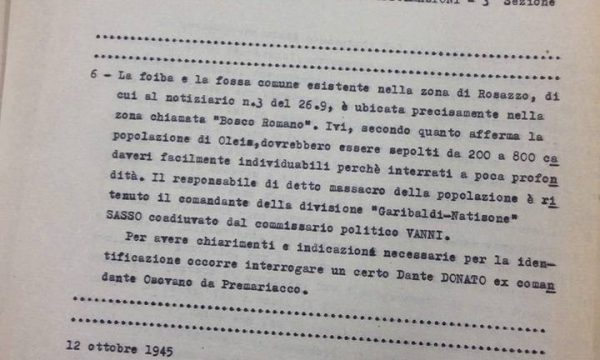 3ª Sezione
6 - La foiba e la fossa comune esistente nella zona di Rosazzo, di
cui al notiziario n.3 del 26.9, è ubicata precisamente nella
zona chiamata "Bosco Romano". Ivi, secondo quanto afferma la
popolazione di Oleis,dovrebbero essere sepolti da 200 a 800 ca
daveri facilmente individuabili perchè interrati a poca profon
dità. Il responsabile di detto massacro della popolazione è ri
tenuto il comandante della divisione "Garibaldi-Natisone"
SASSO coadiuvato dal commissario politico VANNI.
Per avere chiarimenti e indicazioni necessarie per la iden-
tificazione occorre interrogare un certo Dante DONATO ex coman
dante Osovano da Premariacco.
12 ottobre 1945